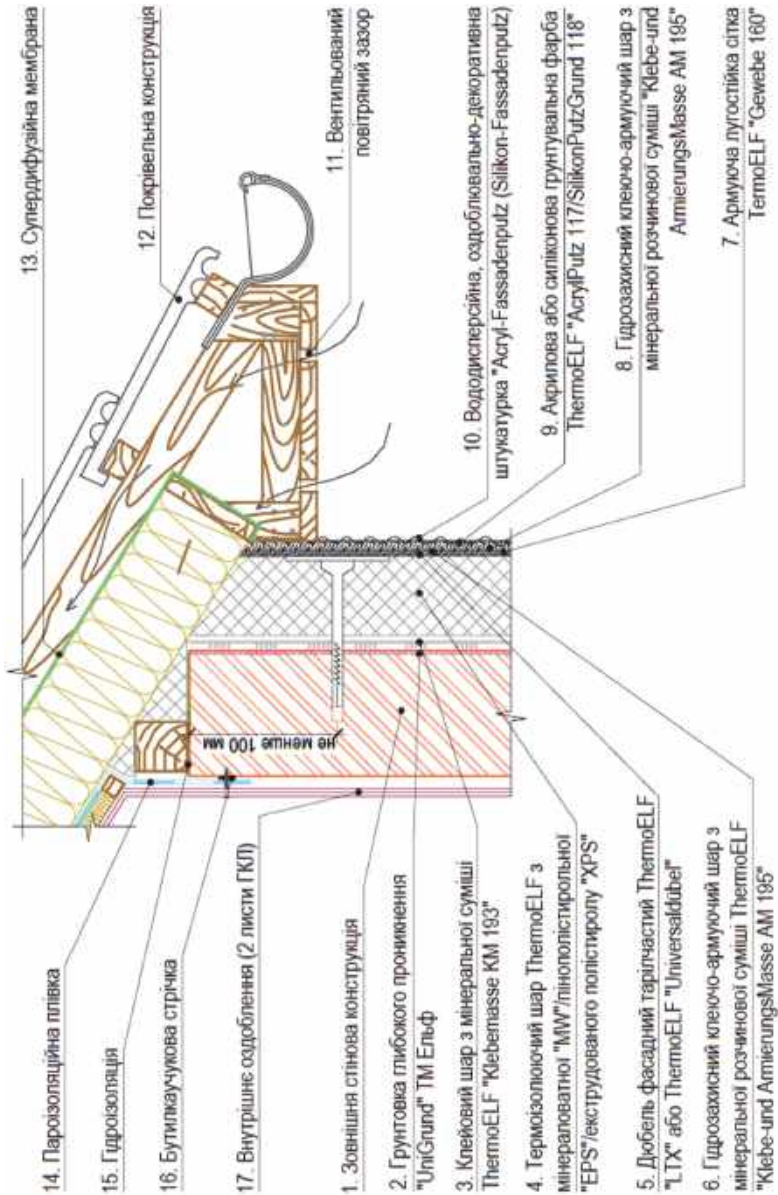 13. Супердифузійна мембрана
12. Покрівельна конструкція
11. Вентильований
повітряний зазор
10. Вододисперсійна, оздоблювально-декоративна
штукатурка "Acryl-Fassadenputz (Silikon-Fassadenputz)
9. Акрилова або силіконова грунтувальна фарба
ThermoELF "AcrylPutz 117/SilikonPutzGrund 118"
8. Гідрозахисний клеючо-армуючий шар з
мінеральної розчинової суміші "Klebe-und
ArmierungsMasse AM 195"
7. Армуюча лугостійка сітка
TermoELF "Gewebe 160"
не менше 100 мм
14. Пароізоляційна плівка
15. Гідроізоляція
16. Бутилкаучукова стрічка
17. Внутрішнє оздоблення (2 листи ГКЛ)
1. Зовнішня стінова конструкція
2. Грунтовка глибокого проникнення
"UniGrund" ТМ Ельф
3. Клейовий шар з мінеральної суміші
ThermoELF "Klebemasse KM 193"
4. Термоізолюючий шар ThermoELF з
мінераловатної "MW"/пінополістирольної
"EPS"/екструдованого полістиролу "XPS"
5. Дюбель фасадний тарілчастий ThermoELF
"LTX" або ThermoELF "Universaldübel"
6. Гідрозахисний клеючо-армуючий шар з
мінеральної розчинової суміші ThermoELF
"Klebe-und ArmierungsMasse AM 195"